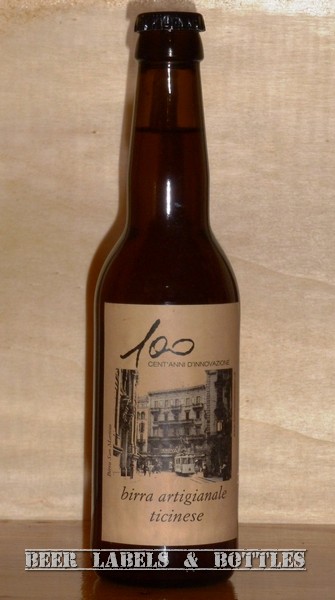 100
CENT'ANNI D'INNOVAZIONE
birra artigianale
ticinese
BEER LABELS & BOTTLES